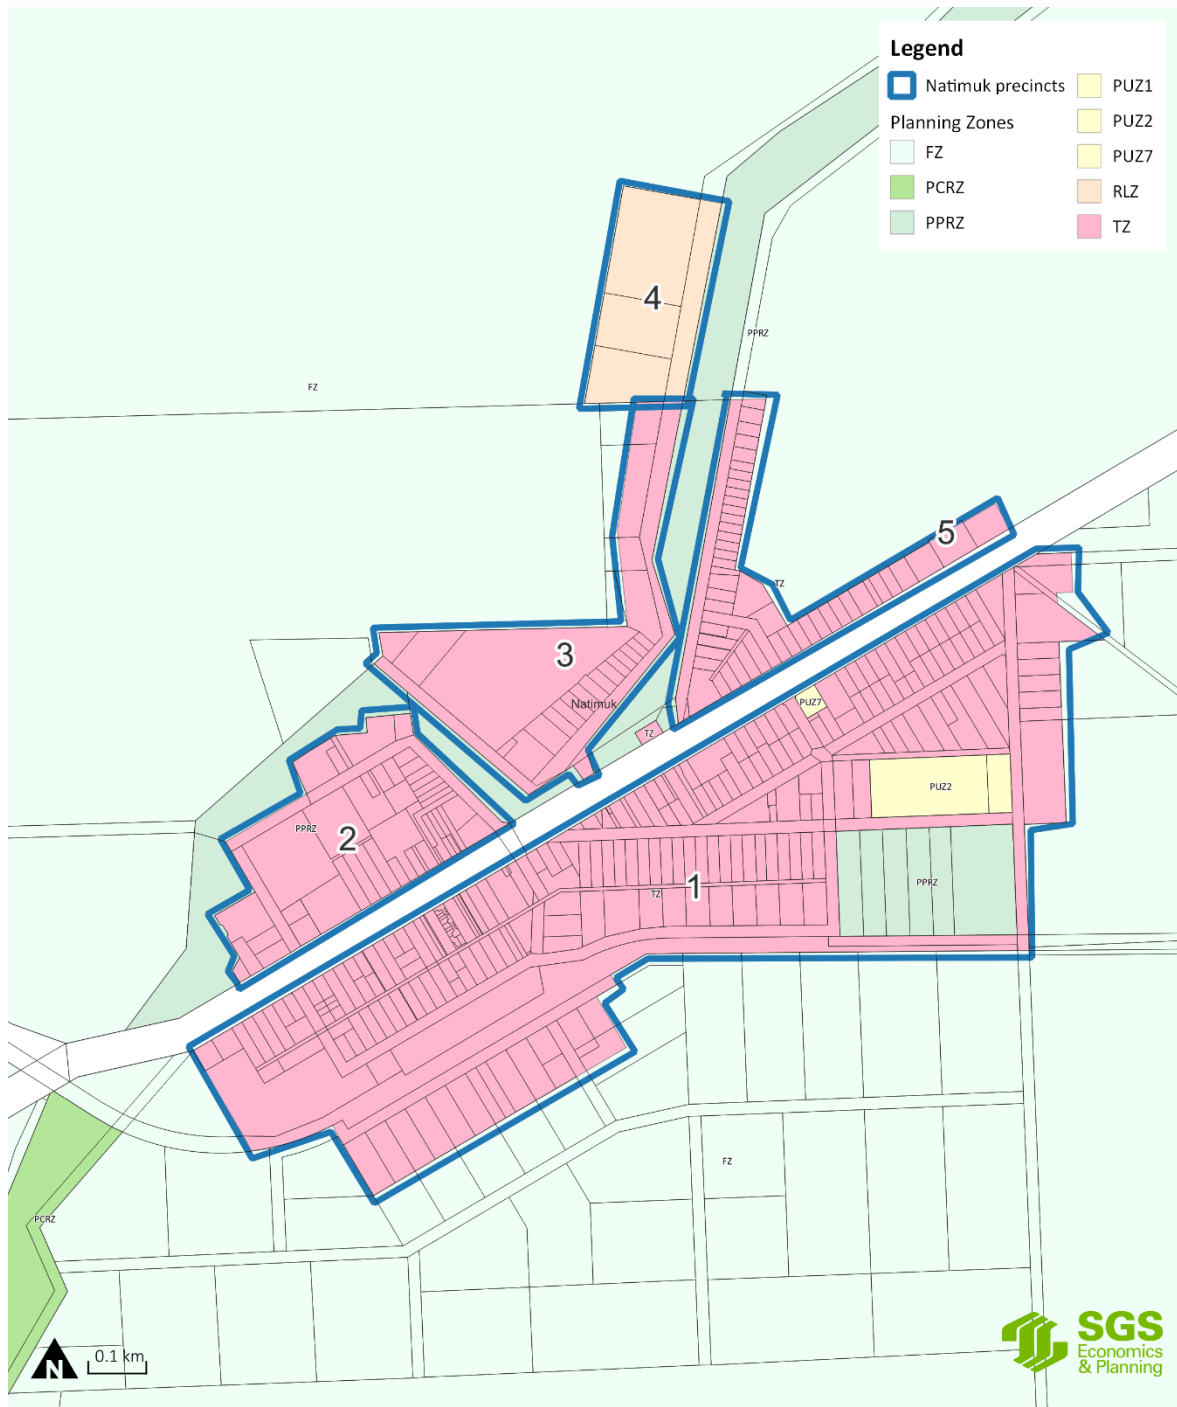 Legend
Natimuk precincts
Planning Zones
FZ
PCRZ
PPRZ
PUZ1
PUZ2
PUZ7
RLZ
TZ
4
PPRZ
FZ
5
TZ
3
Natimuk
PUZ7
TZ
PUZ2
PPRZ
2
PPRZ
1
TZ
FZ
PCRZ
N
0.1 km
SGS
Economics
& Planning